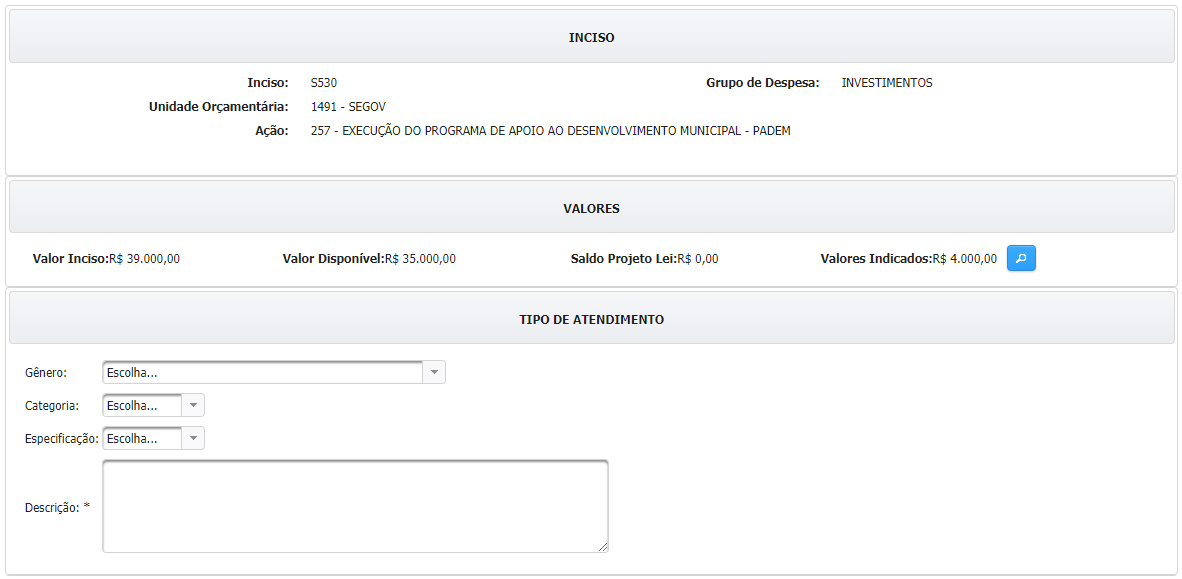 INCISO
Inciso: S530 Grupo de Despesa: INVESTIMENTOS
Unidade Orçamentária: 1491 - SEGOV
Ação: 257 - EXECUÇÃO DO PROGRAMA DE APOIO AO DESENVOLVIMENTO MUNICIPAL - PADEM
VALORES
Valor Inciso:R$ 39.000,00 Valor Disponível:R$ 35.000,00 Saldo Projeto Lei:R$ 0,00 Valores Indicados:R$ 4.000,00
TIPO DE ATENDIMENTO
Gênero: Escolha...
Categoria: Escolha...
Especificação: Escolha...
Descrição: *